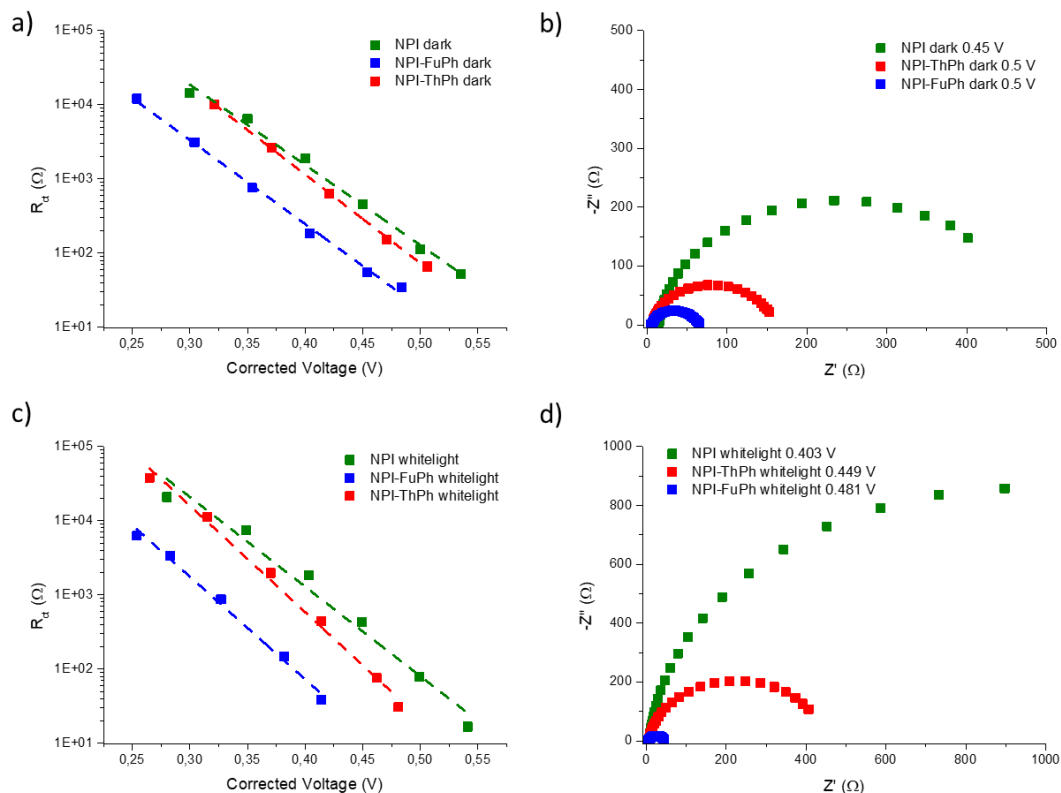 a)
1E+05
1E+04
1E+03
1E+02
1E+01
R_ct (Ω)
NPI dark
NPI-FuPh dark
NPI-ThPh dark
0,25 0,30 0,35 0,40 0,45 0,50 0,55
Corrected Voltage (V)
b)
500
400
300
200
100
0
-Z'' (Ω)
NPI dark 0.45 V
NPI-ThPh dark 0.5 V
NPI-FuPh dark 0.5 V
0 100 200 300 400 500
Z' (Ω)
c)
1E+05
1E+04
1E+03
1E+02
1E+01
R_ct (Ω)
NPI whitelight
NPI-FuPh whitelight
NPI-ThPh whitelight
0,25 0,30 0,35 0,40 0,45 0,50 0,55
Corrected Voltage (V)
d)
1000
800
600
400
200
0
-Z'' (Ω)
NPI whitelight 0.403 V
NPI-ThPh whitelight 0.449 V
NPI-FuPh whitelight 0.481 V
0 200 400 600 800 1000
Z' (Ω)